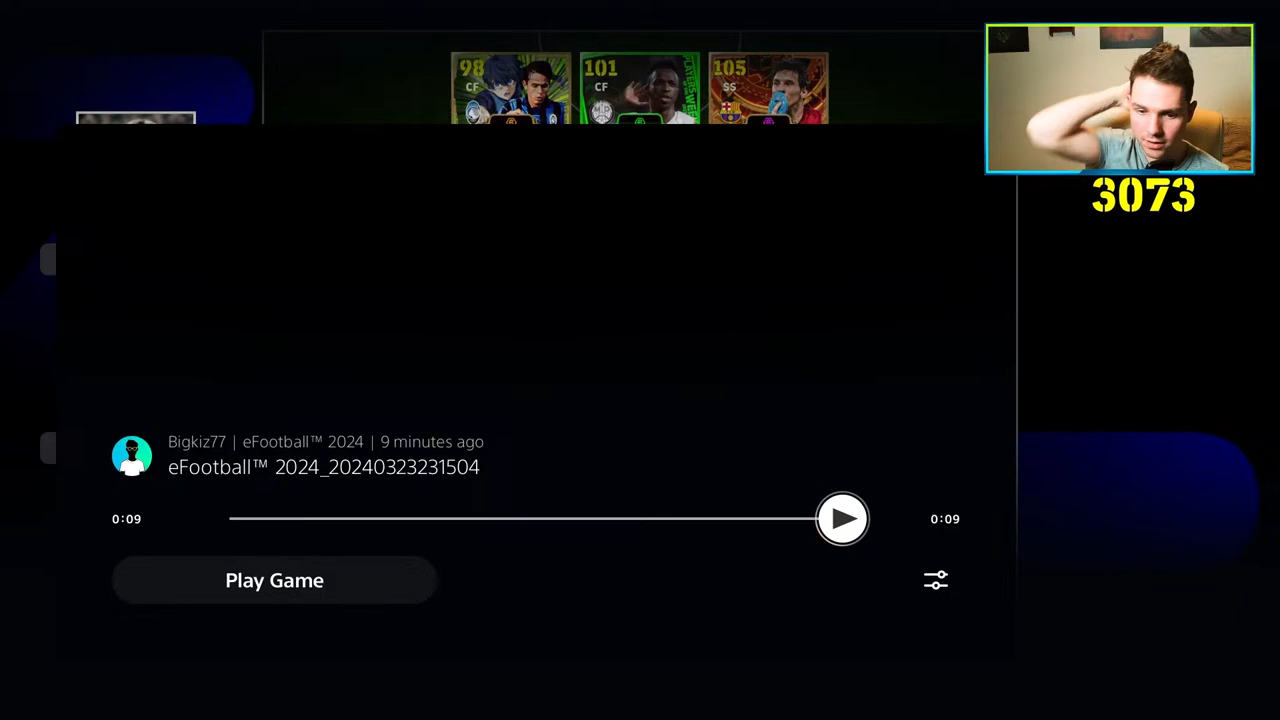 98
CF
101
CF
PLAYERS
105
SS
3073
Bigkiz77 | eFootball™ 2024 | 9 minutes ago
eFootball™ 2024_20240323231504
0:09
0:09
Play Game